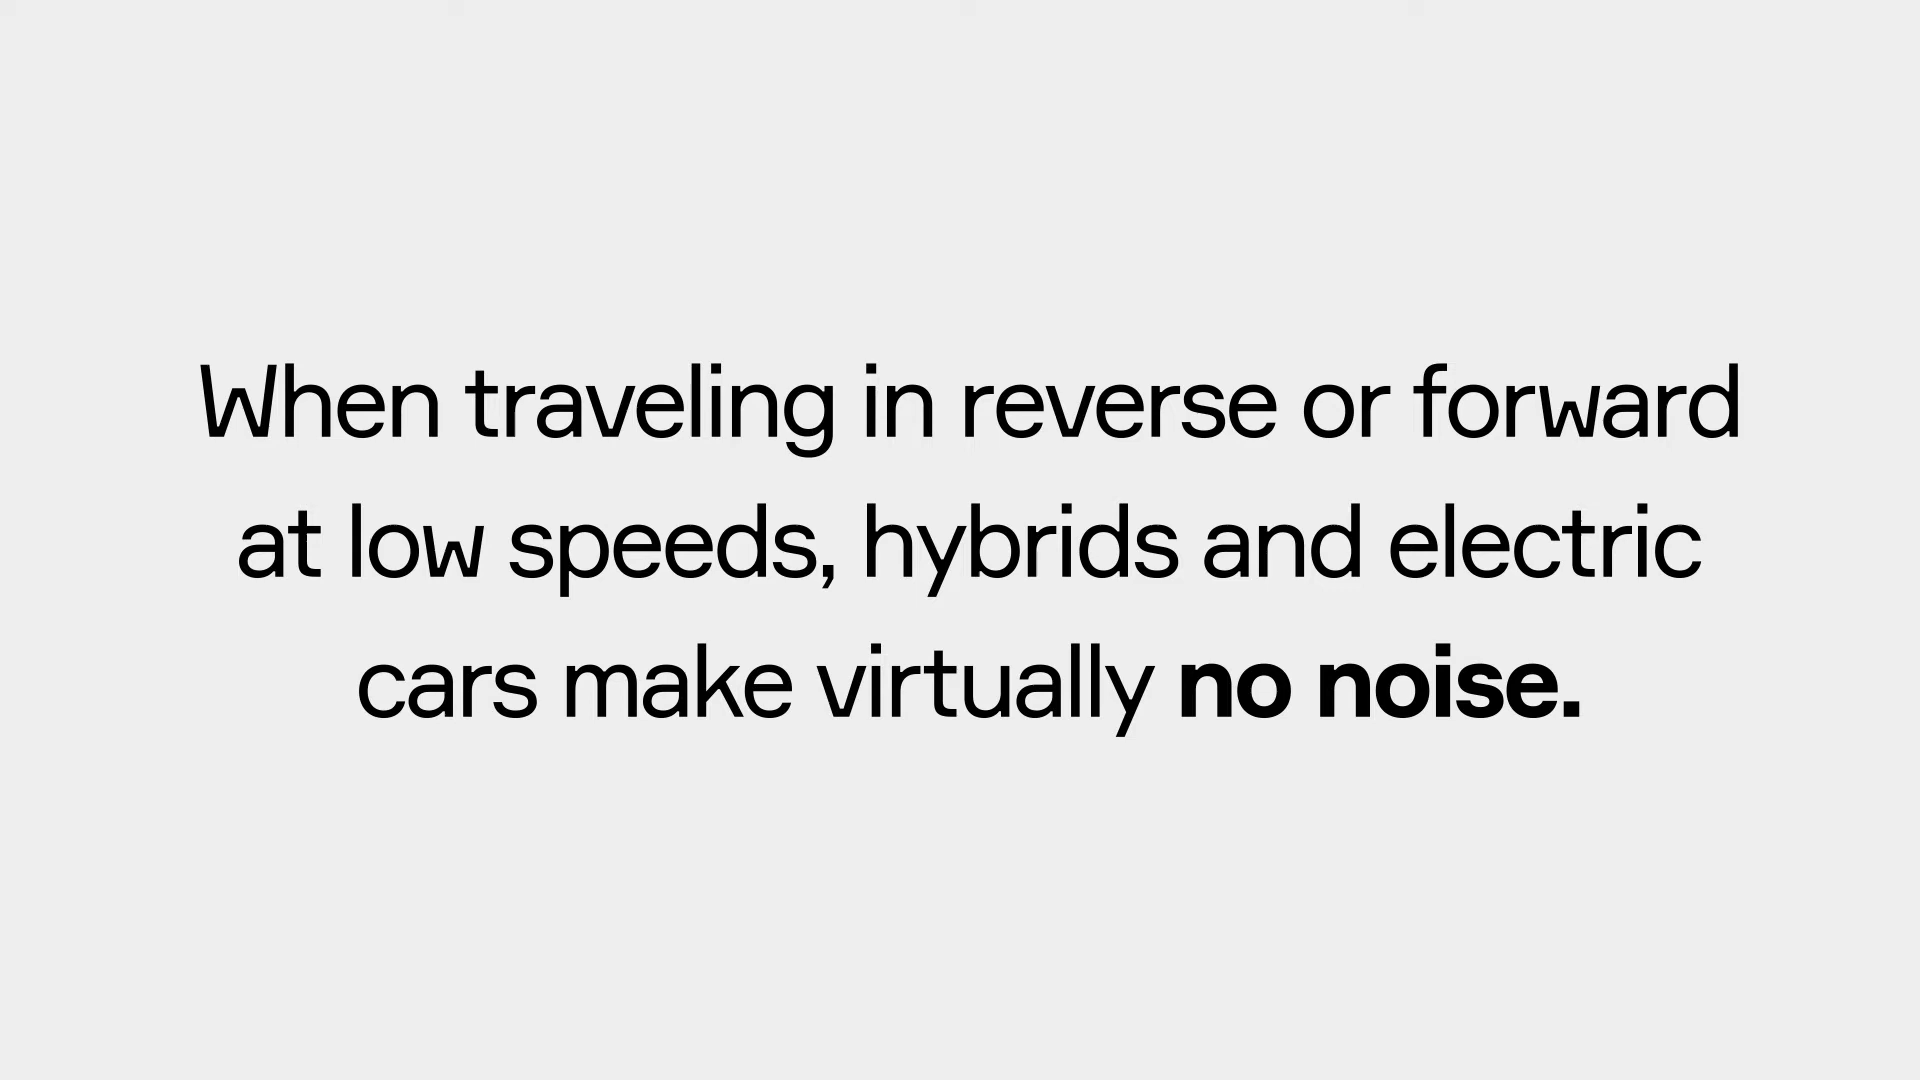 When traveling in reverse or forward
at low speeds, hybrids and electric
cars make virtually no noise.